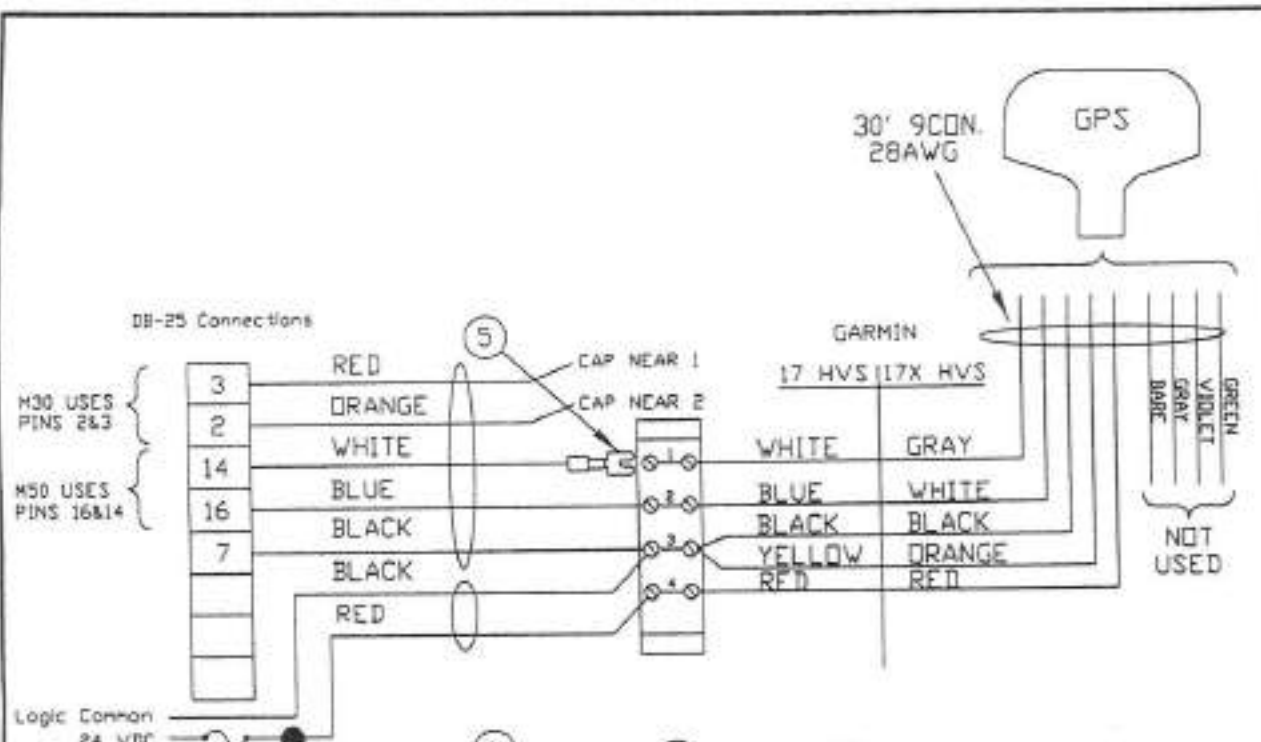 GPS
30' 9CON.
28AWG
DB-25 Connections
GARMIN
17 HVS 17X HVS
5
CAP NEAR 1
CAP NEAR 2
M30 USES
PINS 2&3
M50 USES
PINS 16&14
3 RED
2 ORANGE
14 WHITE
16 BLUE
7 BLACK
BLACK
RED
1 WHITE GRAY
2 BLUE WHITE
3 BLACK BLACK
YELLOW ORANGE
4 RED RED
BARE
GRAY
VIOLET
GREEN
NOT
USED
Logic Common
24 VDC